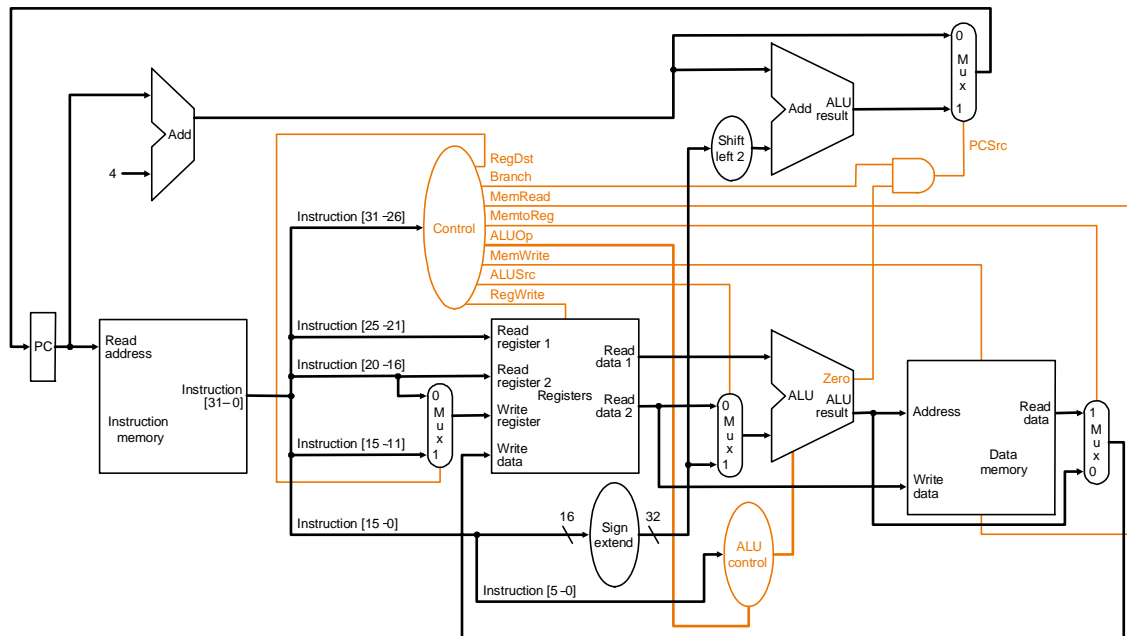 0
M
u
x
1
Add
ALU
result
Add
Shift
left 2
PCSrc
4
RegDst
Branch
MemRead
MemtoReg
ALUOp
MemWrite
ALUSrc
RegWrite
Control
Instruction [31–26]
PC
Read
address
Instruction
[31–0]
Instruction
memory
Instruction [25–21]
Instruction [20–16]
Instruction [15–11]
0
M
u
x
1
Read
register 1
Read
register 2
Write
register
Write
data
Registers
Read
data 1
Read
data 2
0
M
u
x
1
Zero
ALU
ALU
result
Address
Write
data
Read
data
Data
memory
1
M
u
x
0
Instruction [15–0]
16
Sign
extend
32
Instruction [5–0]
ALU
control